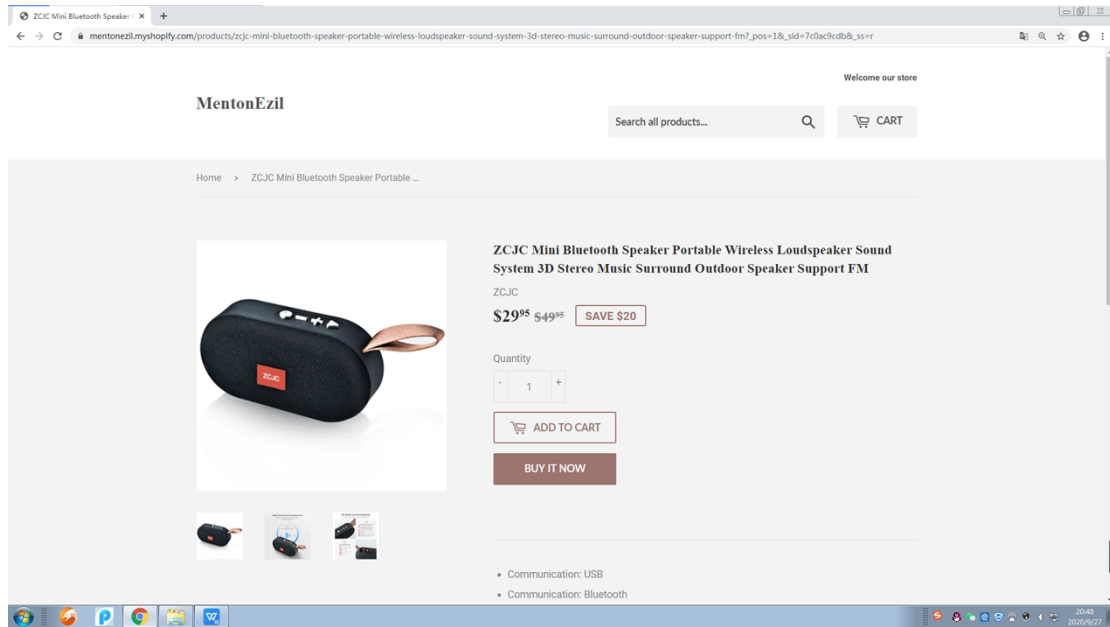 ZCJC Mini Bluetooth Speaker
mentonezil.myshopify.com/products/zcjc-mini-bluetooth-speaker-portable-wireless-loudspeaker-sound-system-3d-stereo-music-surround-outdoor-speaker-support-fm?_pos=1&_sid=7c0ac9cdb&_ss=r
Welcome our store
MentonEzil
Search all products...
CART
Home › ZCJC Mini Bluetooth Speaker Portable ...
ZCJC Mini Bluetooth Speaker Portable Wireless Loudspeaker Sound
System 3D Stereo Music Surround Outdoor Speaker Support FM
ZCJC
$29⁹⁵ $49⁹⁵ SAVE $20
Quantity
- 1 +
ZCJC
ADD TO CART
BUY IT NOW
• Communication: USB
• Communication: Bluetooth
20:48
2020/9/27